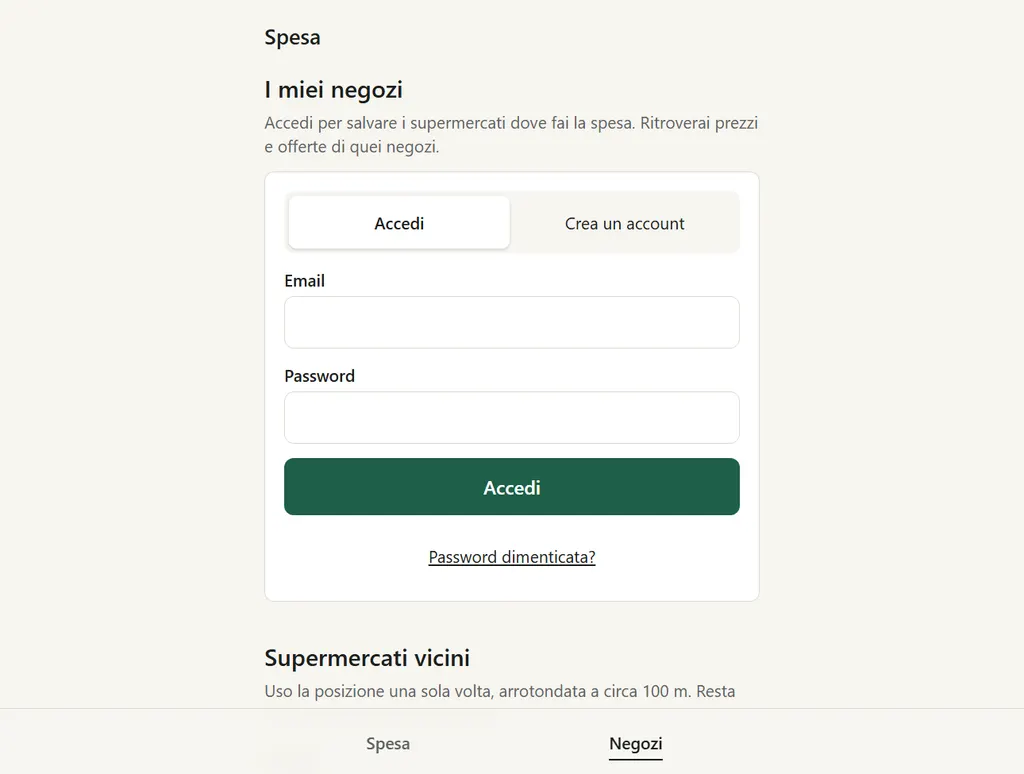 Spesa
I miei negozi
Accedi per salvare i supermercati dove fai la spesa. Ritroverai prezzi
e offerte di quei negozi.
Accedi
Crea un account
Email
Password
Accedi
Password dimenticata?
Supermercati vicini
Uso la posizione una sola volta, arrotondata a circa 100 m. Resta
Spesa
Negozi